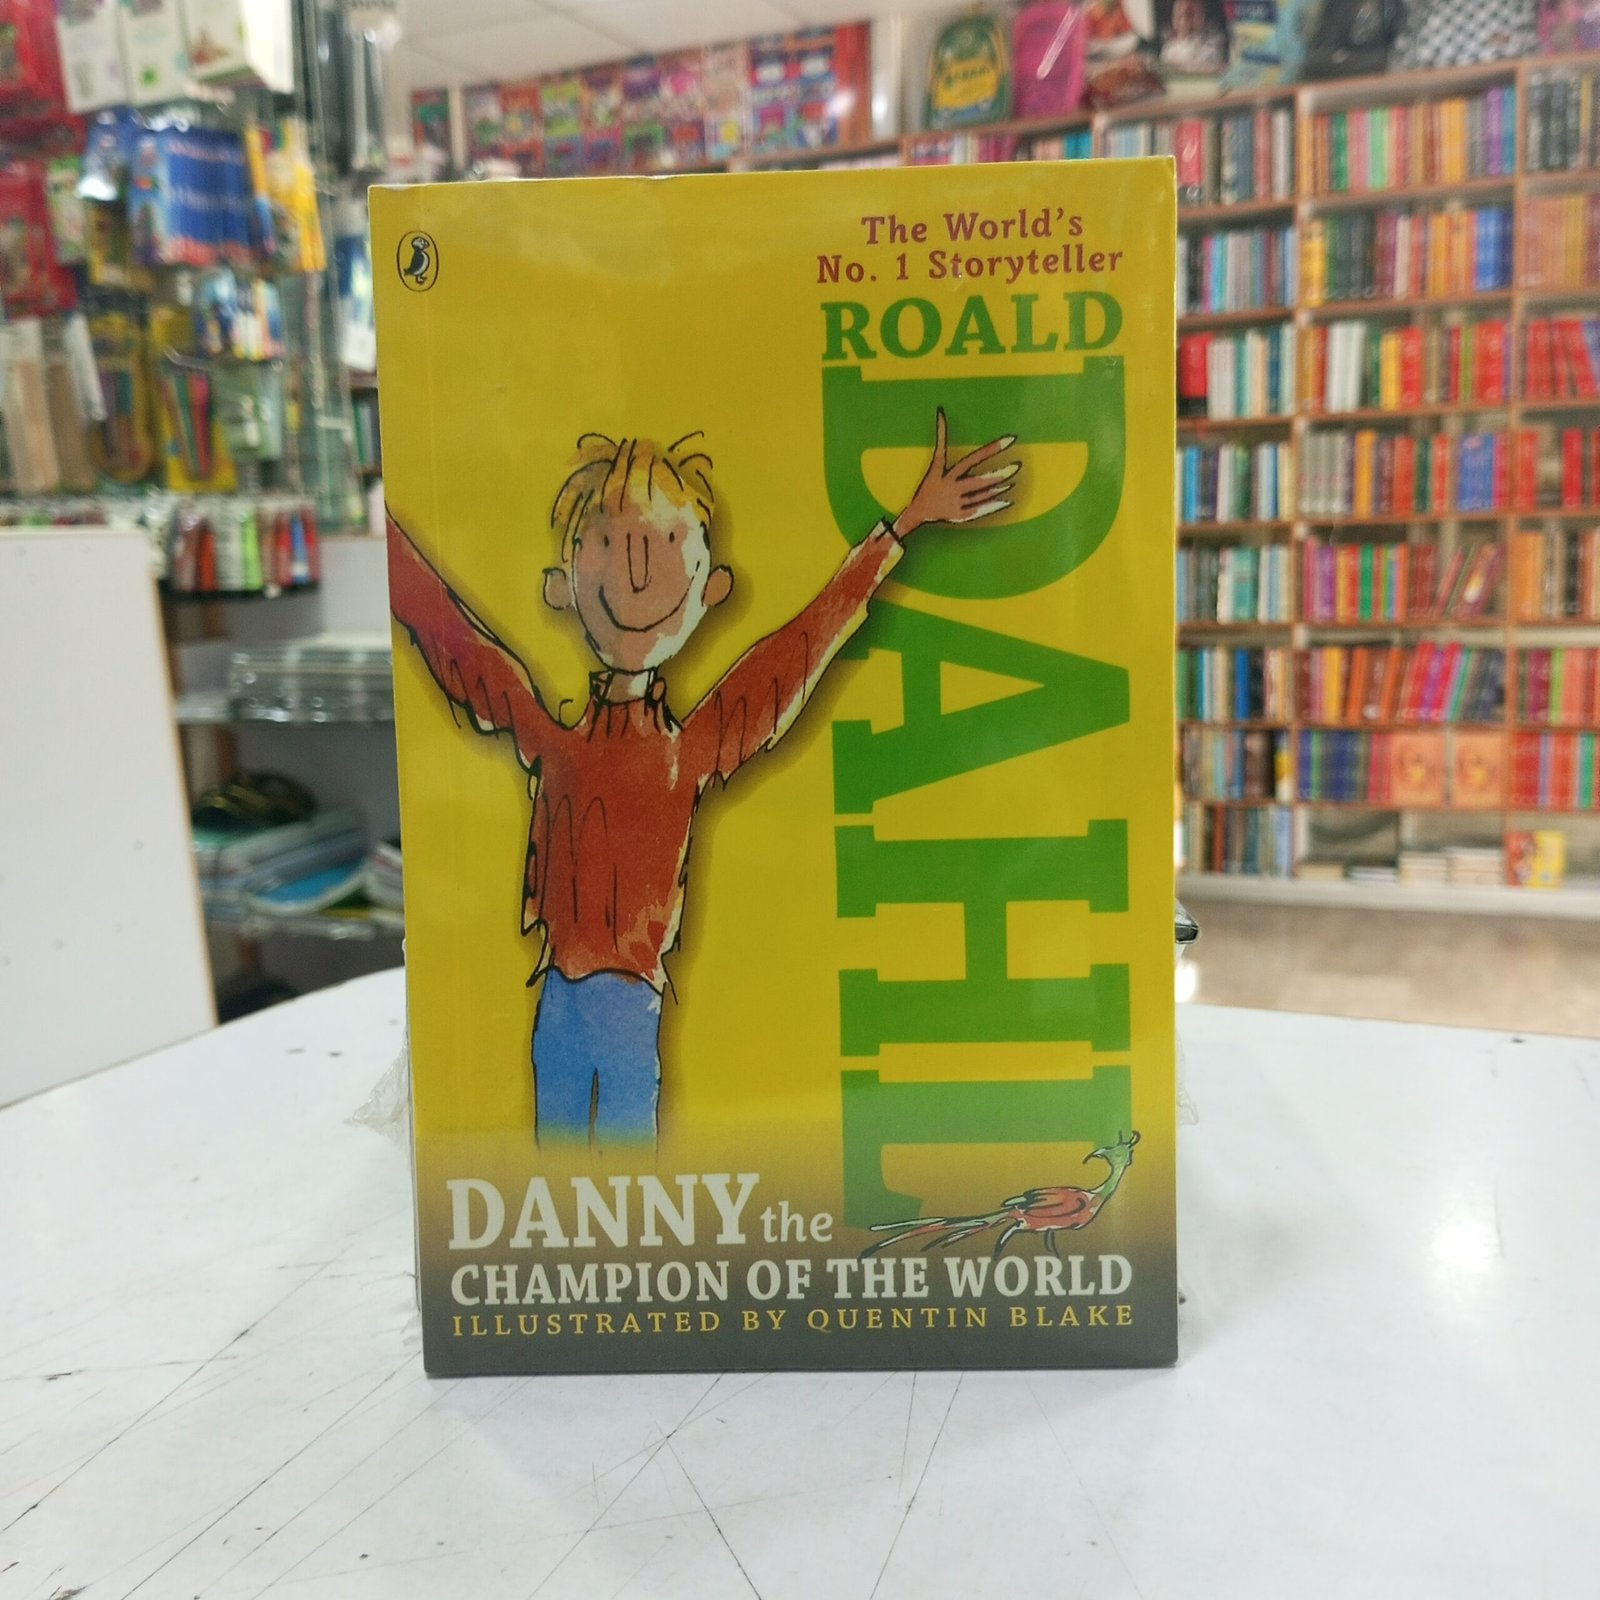 The World's
No. 1 Storyteller
ROALD
DAHL
DANNY the
CHAMPION OF THE WORLD
ILLUSTRATED BY QUENTIN BLAKE